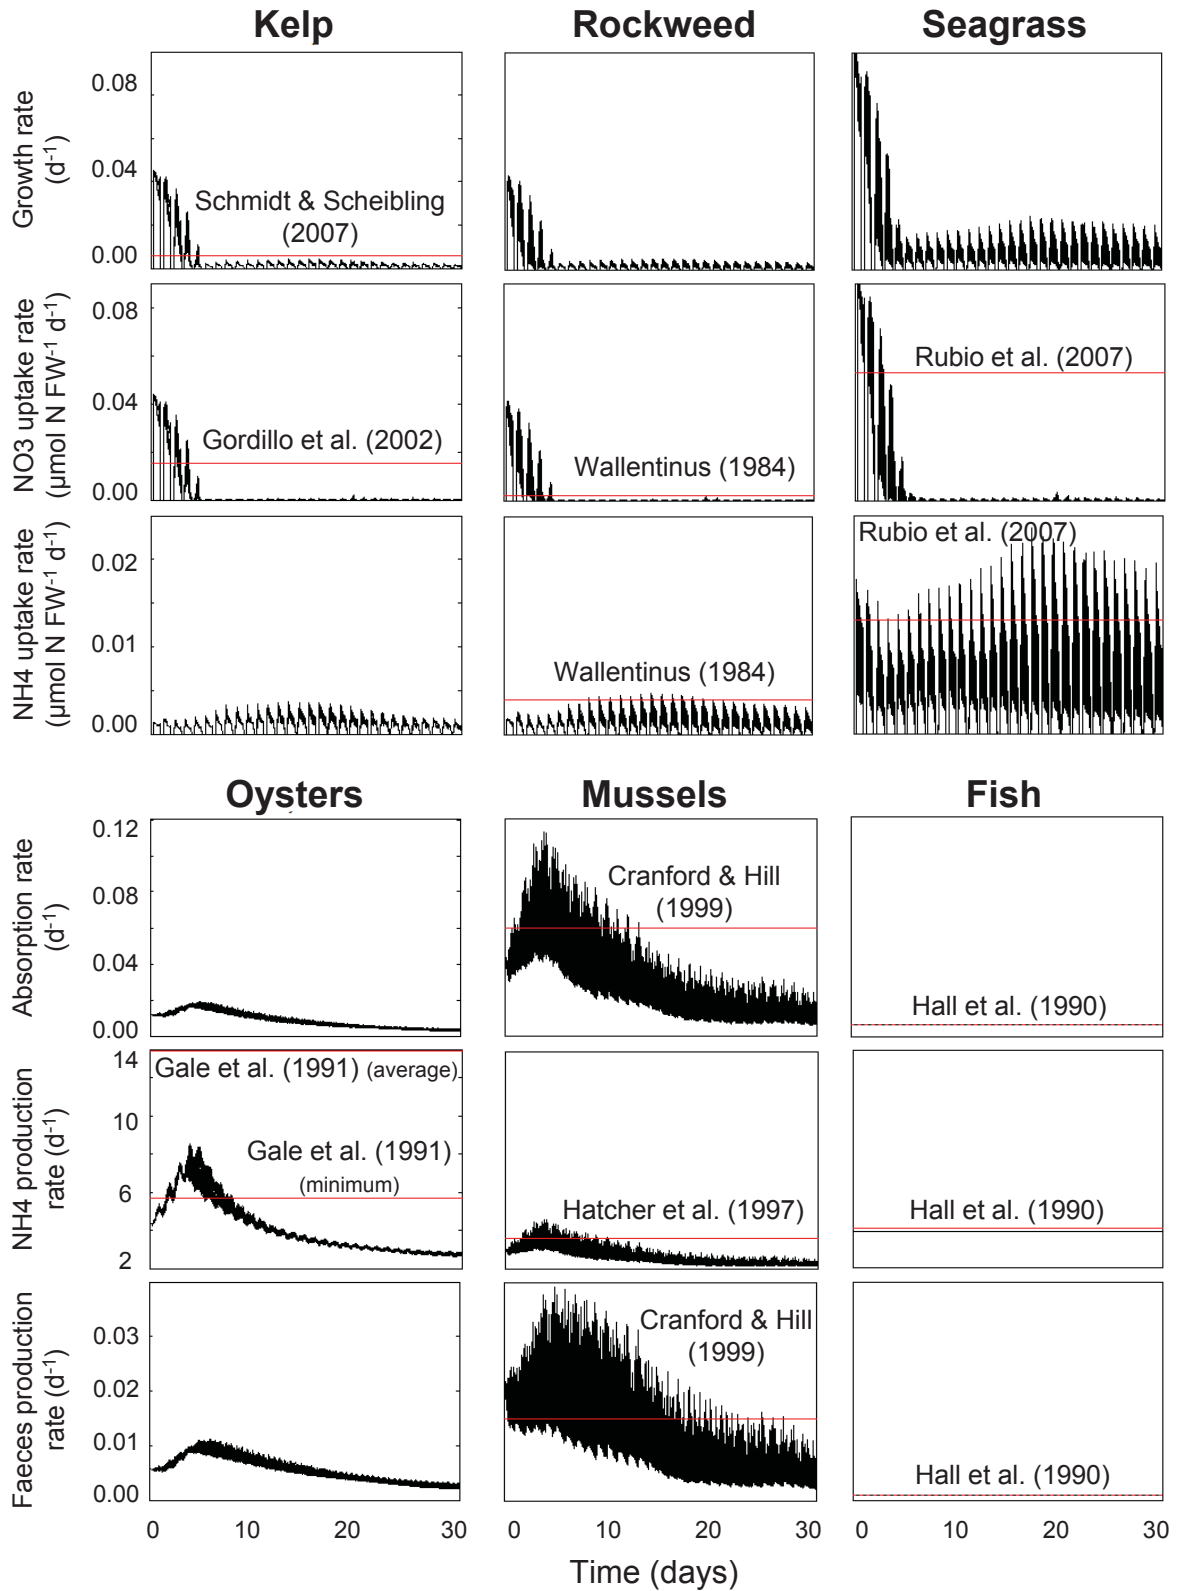 Kelp Rockweed Seagrass
Growth rate
(d⁻¹)
0.08
0.04
0.00
Schmidt & Scheibling
(2007)
NO3 uptake rate
(µmol N FW⁻¹ d⁻¹)
0.08
0.04
0.00
Gordillo et al. (2002)
Wallentinus (1984)
Rubio et al. (2007)
NH4 uptake rate
(µmol N FW⁻¹ d⁻¹)
0.02
0.01
0.00
Wallentinus (1984)
Rubio et al. (2007)
Oysters Mussels Fish
Absorption rate
(d⁻¹)
0.12
0.08
0.04
0.00
Cranford & Hill
(1999)
Hall et al. (1990)
NH4 production
rate (d⁻¹)
14
10
6
2
Gale et al. (1991) (average)
Gale et al. (1991)
(minimum)
Hatcher et al. (1997)
Hall et al. (1990)
Faeces production
rate (d⁻¹)
0.03
0.02
0.01
0.00
Cranford & Hill
(1999)
Hall et al. (1990)
0 10 20 30 0 10 20 30 0 10 20 30
Time (days)